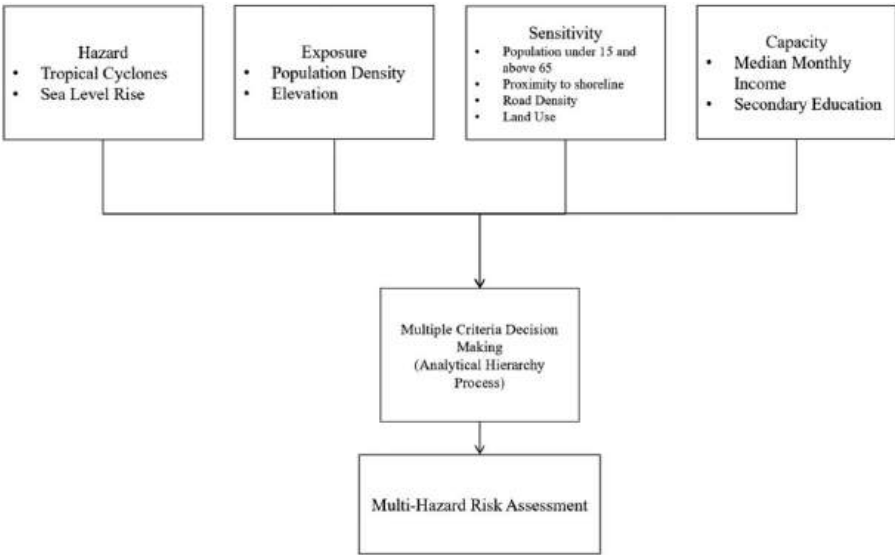 Hazard
• Tropical Cyclones
• Sea Level Rise
Exposure
• Population Density
• Elevation
Sensitivity
• Population under 15 and
above 65
• Proximity to shoreline
• Road Density
• Land Use
Capacity
• Median Monthly
Income
• Secondary Education
Multiple Criteria Decision
Making
(Analytical Hierarchy
Process)
Multi-Hazard Risk Assessment